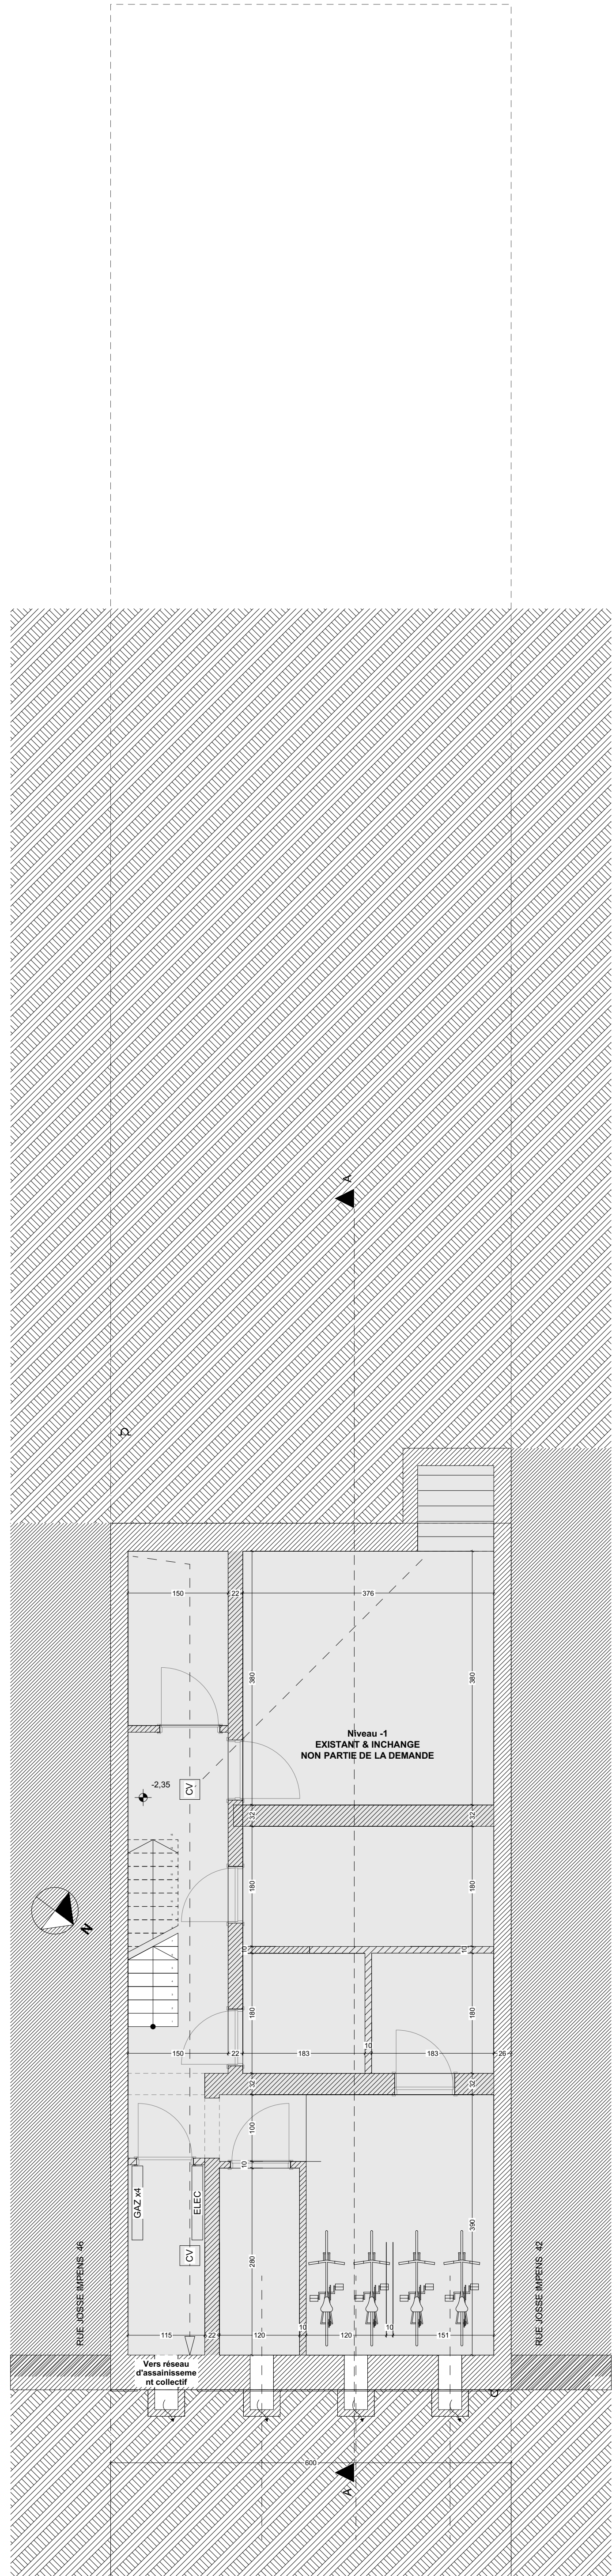 A
150
22
376
380
380
Niveau -1
EXISTANT & INCHANGE
NON PARTIE DE LA DEMANDE
-2,35
CV
32
32
180
180
N
10
10
180
180
10
150
22
183
183
26
32
32
100
10
GAZ x4
ELEC
390
CV
280
RUE JOSSE IMPENS 46
RUE JOSSE IMPENS 42
10
10
115
22
120
120
151
Vers réseau
d'assainisseme
nt collectif
600
A